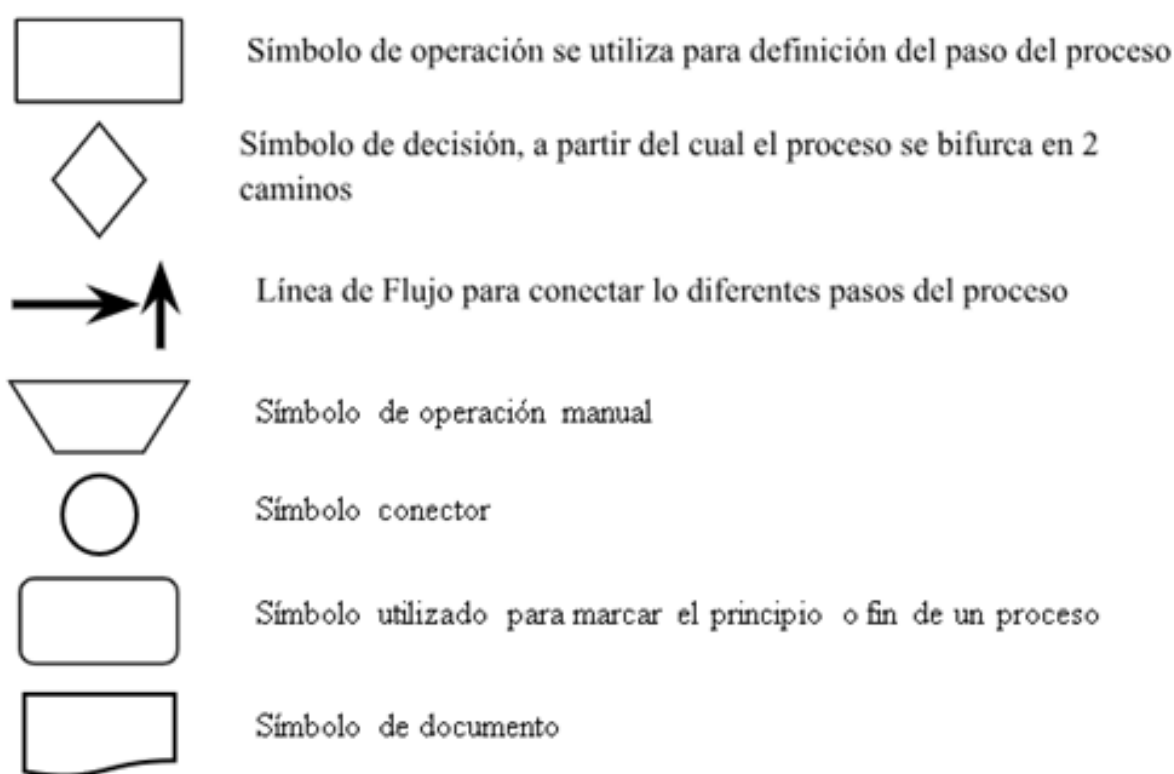 Símbolo de operación se utiliza para definición del paso del proceso
Símbolo de decisión, a partir del cual el proceso se bifurca en 2
caminos
Línea de Flujo para conectar lo diferentes pasos del proceso
Símbolo de operación manual
Símbolo conector
Símbolo utilizado para marcar el principio o fin de un proceso
Símbolo de documento